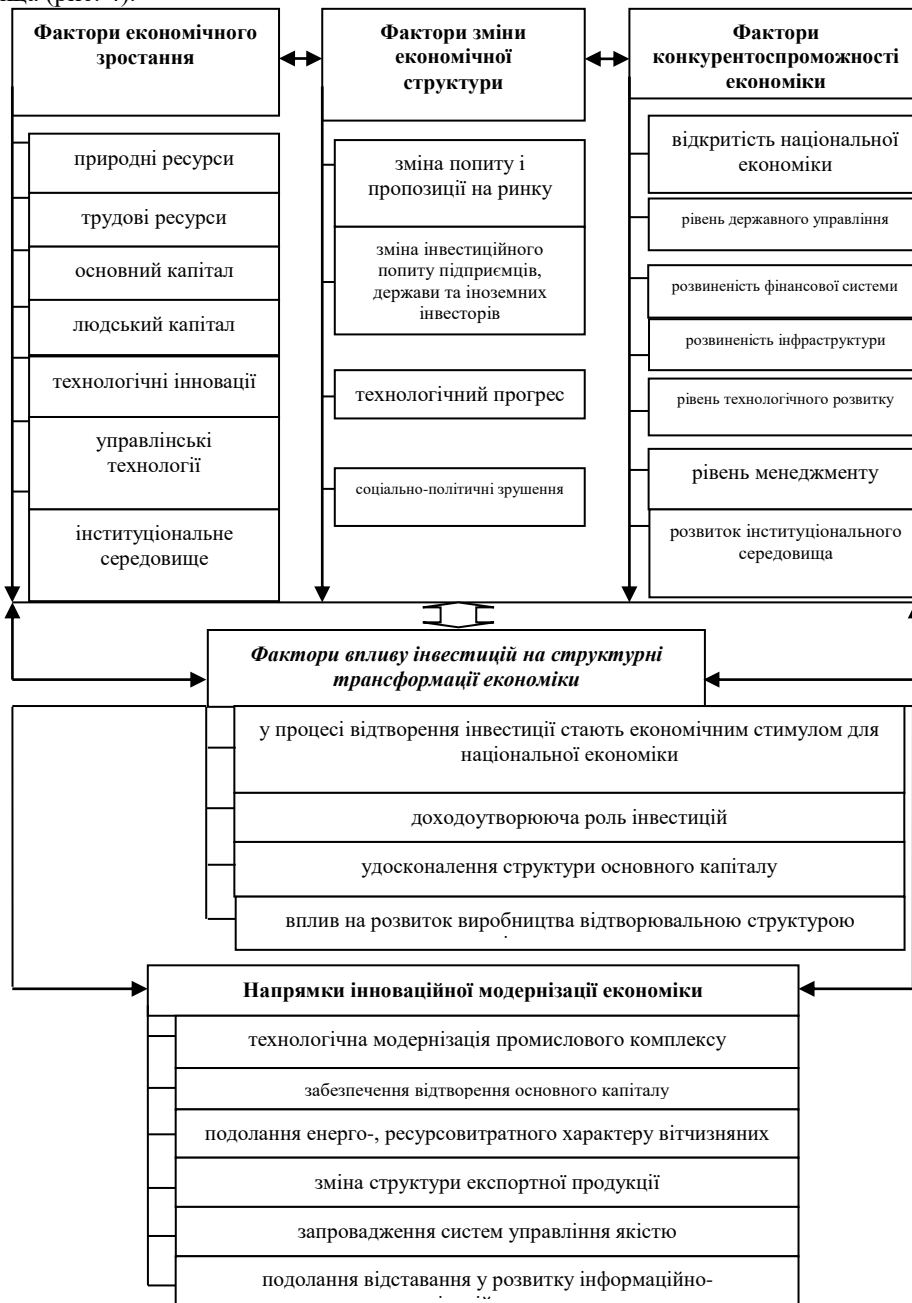 (рис. 4).
Фактори економічного
зростання
природні ресурси
трудові ресурси
основний капітал
людський капітал
технологічні інновації
управлінські
технології
інституціональне
середовище
Фактори зміни
економічної
структури
зміна попиту і
пропозиції на ринку
зміна інвестиційного
попиту підприємців,
держави та іноземних
інвесторів
технологічний прогрес
соціально-політичні зрушення
Фактори
конкурентоспроможності
економіки
відкритість національної
економіки
рівень державного управління
розвиненість фінансової системи
розвиненість інфраструктури
рівень технологічного розвитку
рівень менеджменту
розвиток інституціонального
середовища
Фактори впливу інвестицій на структурні
трансформації економіки
у процесі відтворення інвестиції стають економічним стимулом для
національної економіки
доходоутворююча роль інвестицій
удосконалення структури основного капіталу
вплив на розвиток виробництва відтворювальною структурою
Напрямки інноваційної модернізації економіки
технологічна модернізація промислового комплексу
забезпечення відтворення основного капіталу
подолання енерго-, ресурсовитратного характеру вітчизняних
зміна структури експортної продукції
запровадження систем управління якістю
подолання відставання у розвитку інформаційно-